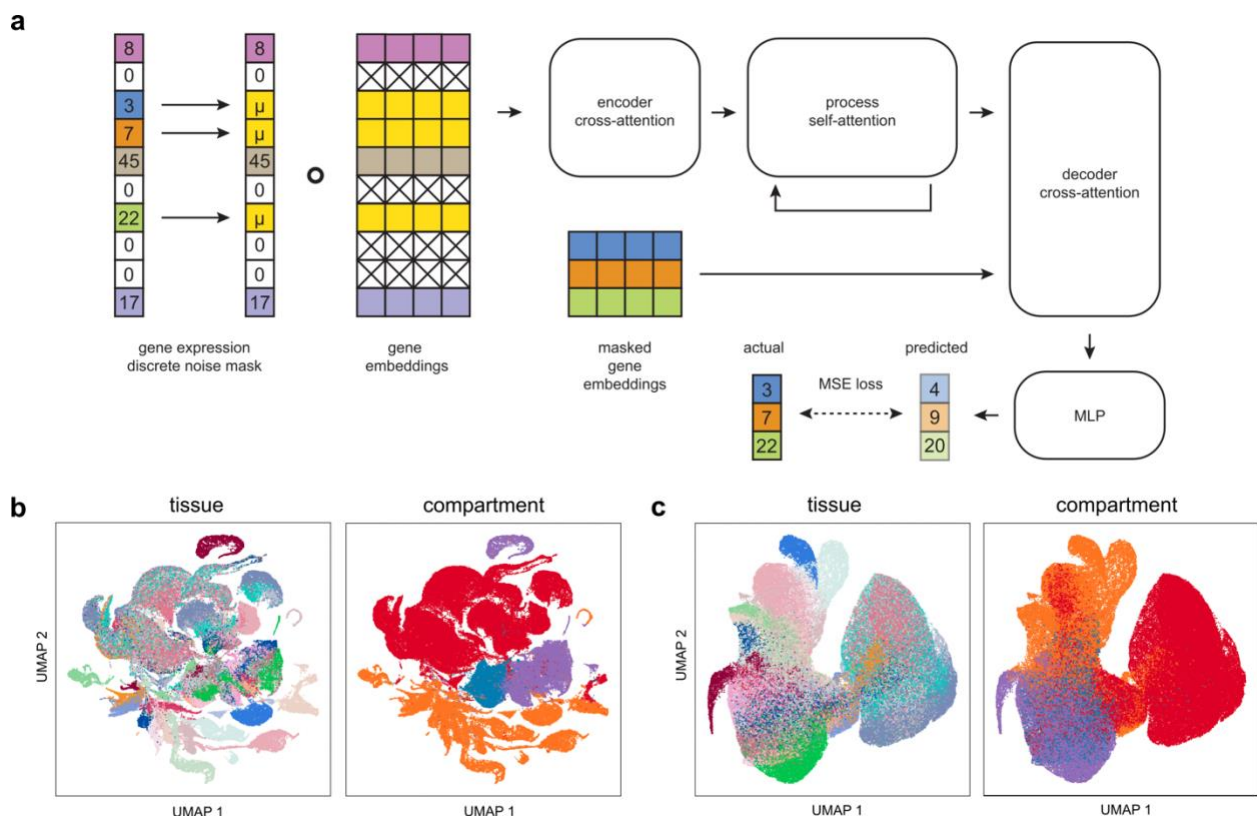 a
8 8
0 0
3 µ
7 µ
45 45
0 0
22 µ
0 0
0 0
17 17
gene expression
discrete noise mask
gene
embeddings
encoder
cross-attention
process
self-attention
decoder
cross-attention
masked
gene
embeddings
actual
predicted
MSE loss
3 4
7 9
22 20
MLP
b
tissue
compartment
UMAP 2
UMAP 1
UMAP 1
c
tissue
compartment
UMAP 2
UMAP 1
UMAP 1